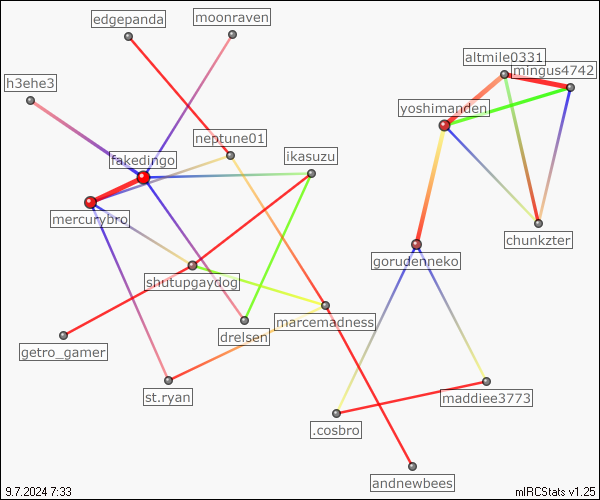 moonraven
edgepanda
altmile0331
mingus4742
h3ehe3
yoshimanden
neptune01
ikasuzu
fakedingo
mercurybro
chunkzter
gorudenneko
shutupgaydog
marcemadness
drelsen
getro_gamer
st.ryan
maddiee3773
.cosbro
andnewbees
9.7.2024 7:33
mIRCStats v1.25